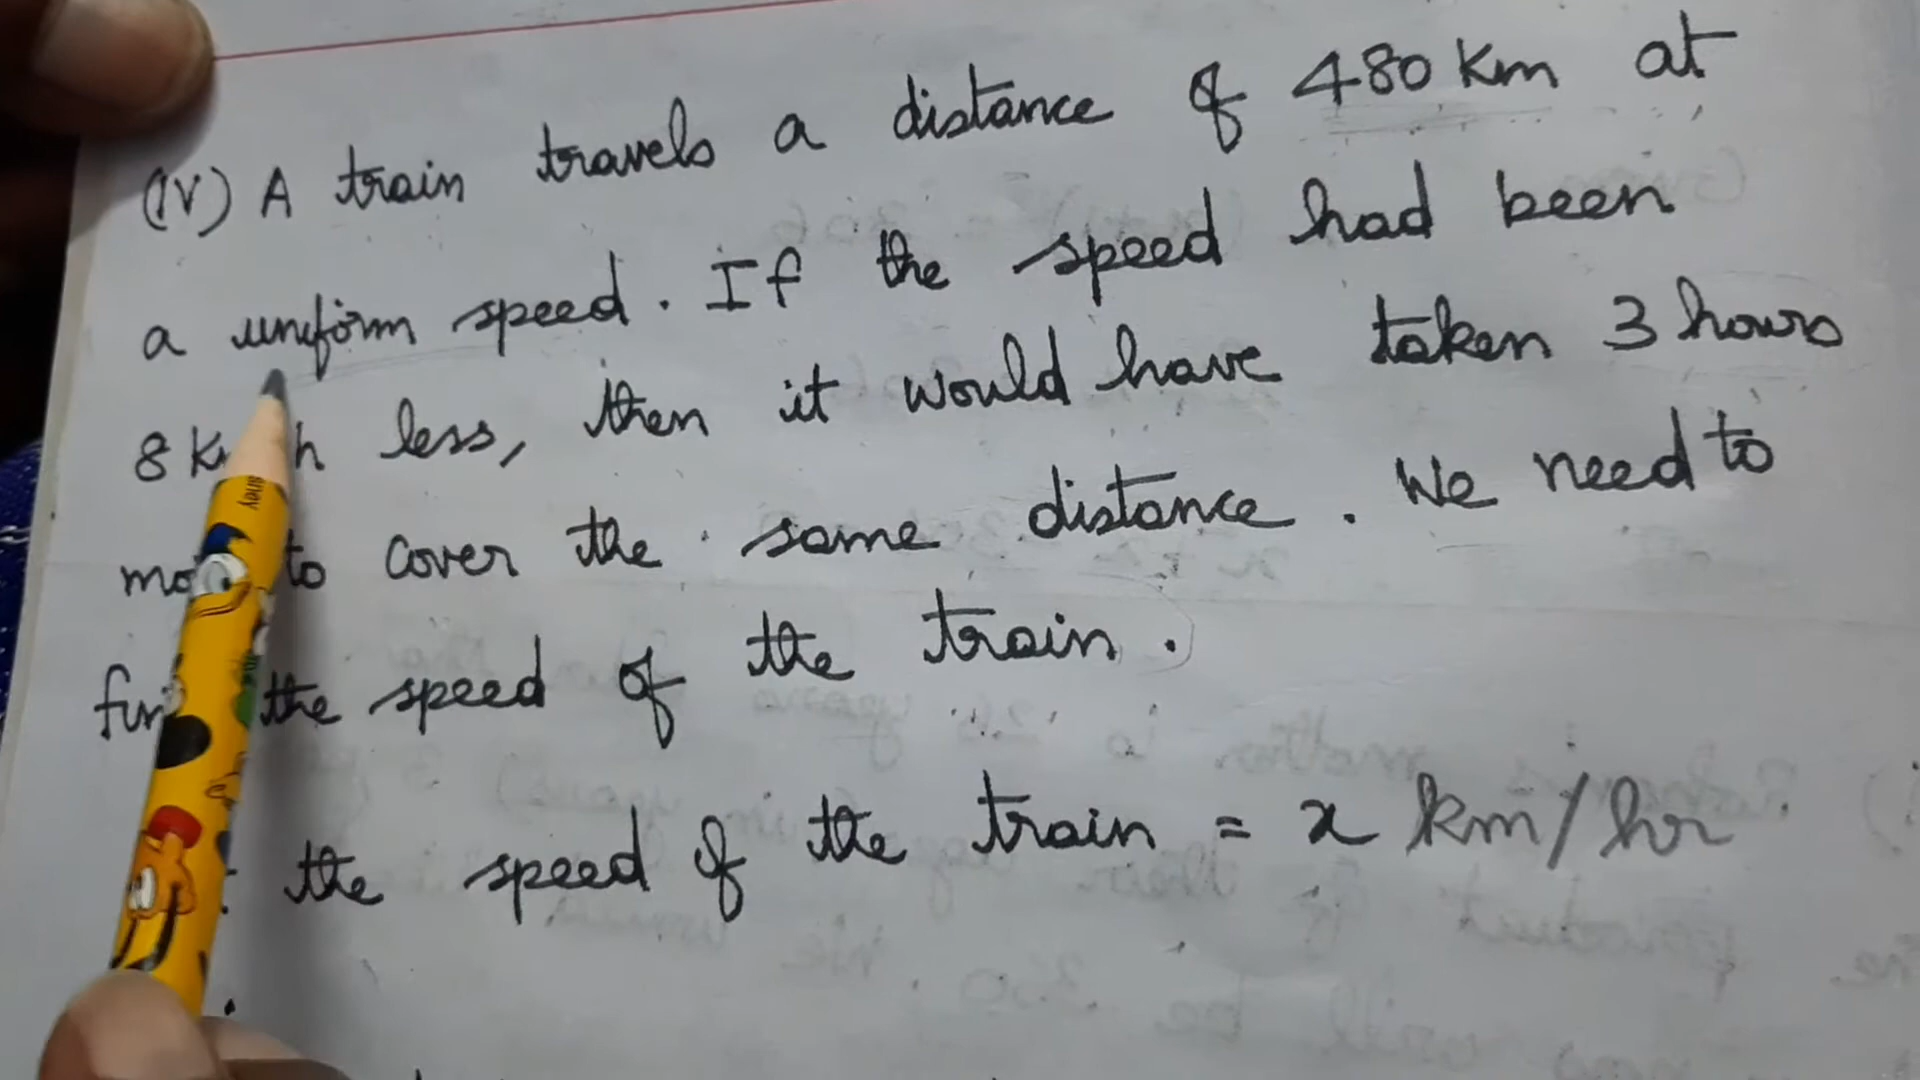 (IV) A train travels a distance of 480 km at
a uniform speed. If the speed had been
8 less, then it would have taken 3 hours
to cover the same distance. We need to
the speed of the train.
the speed of the train = x km/hr